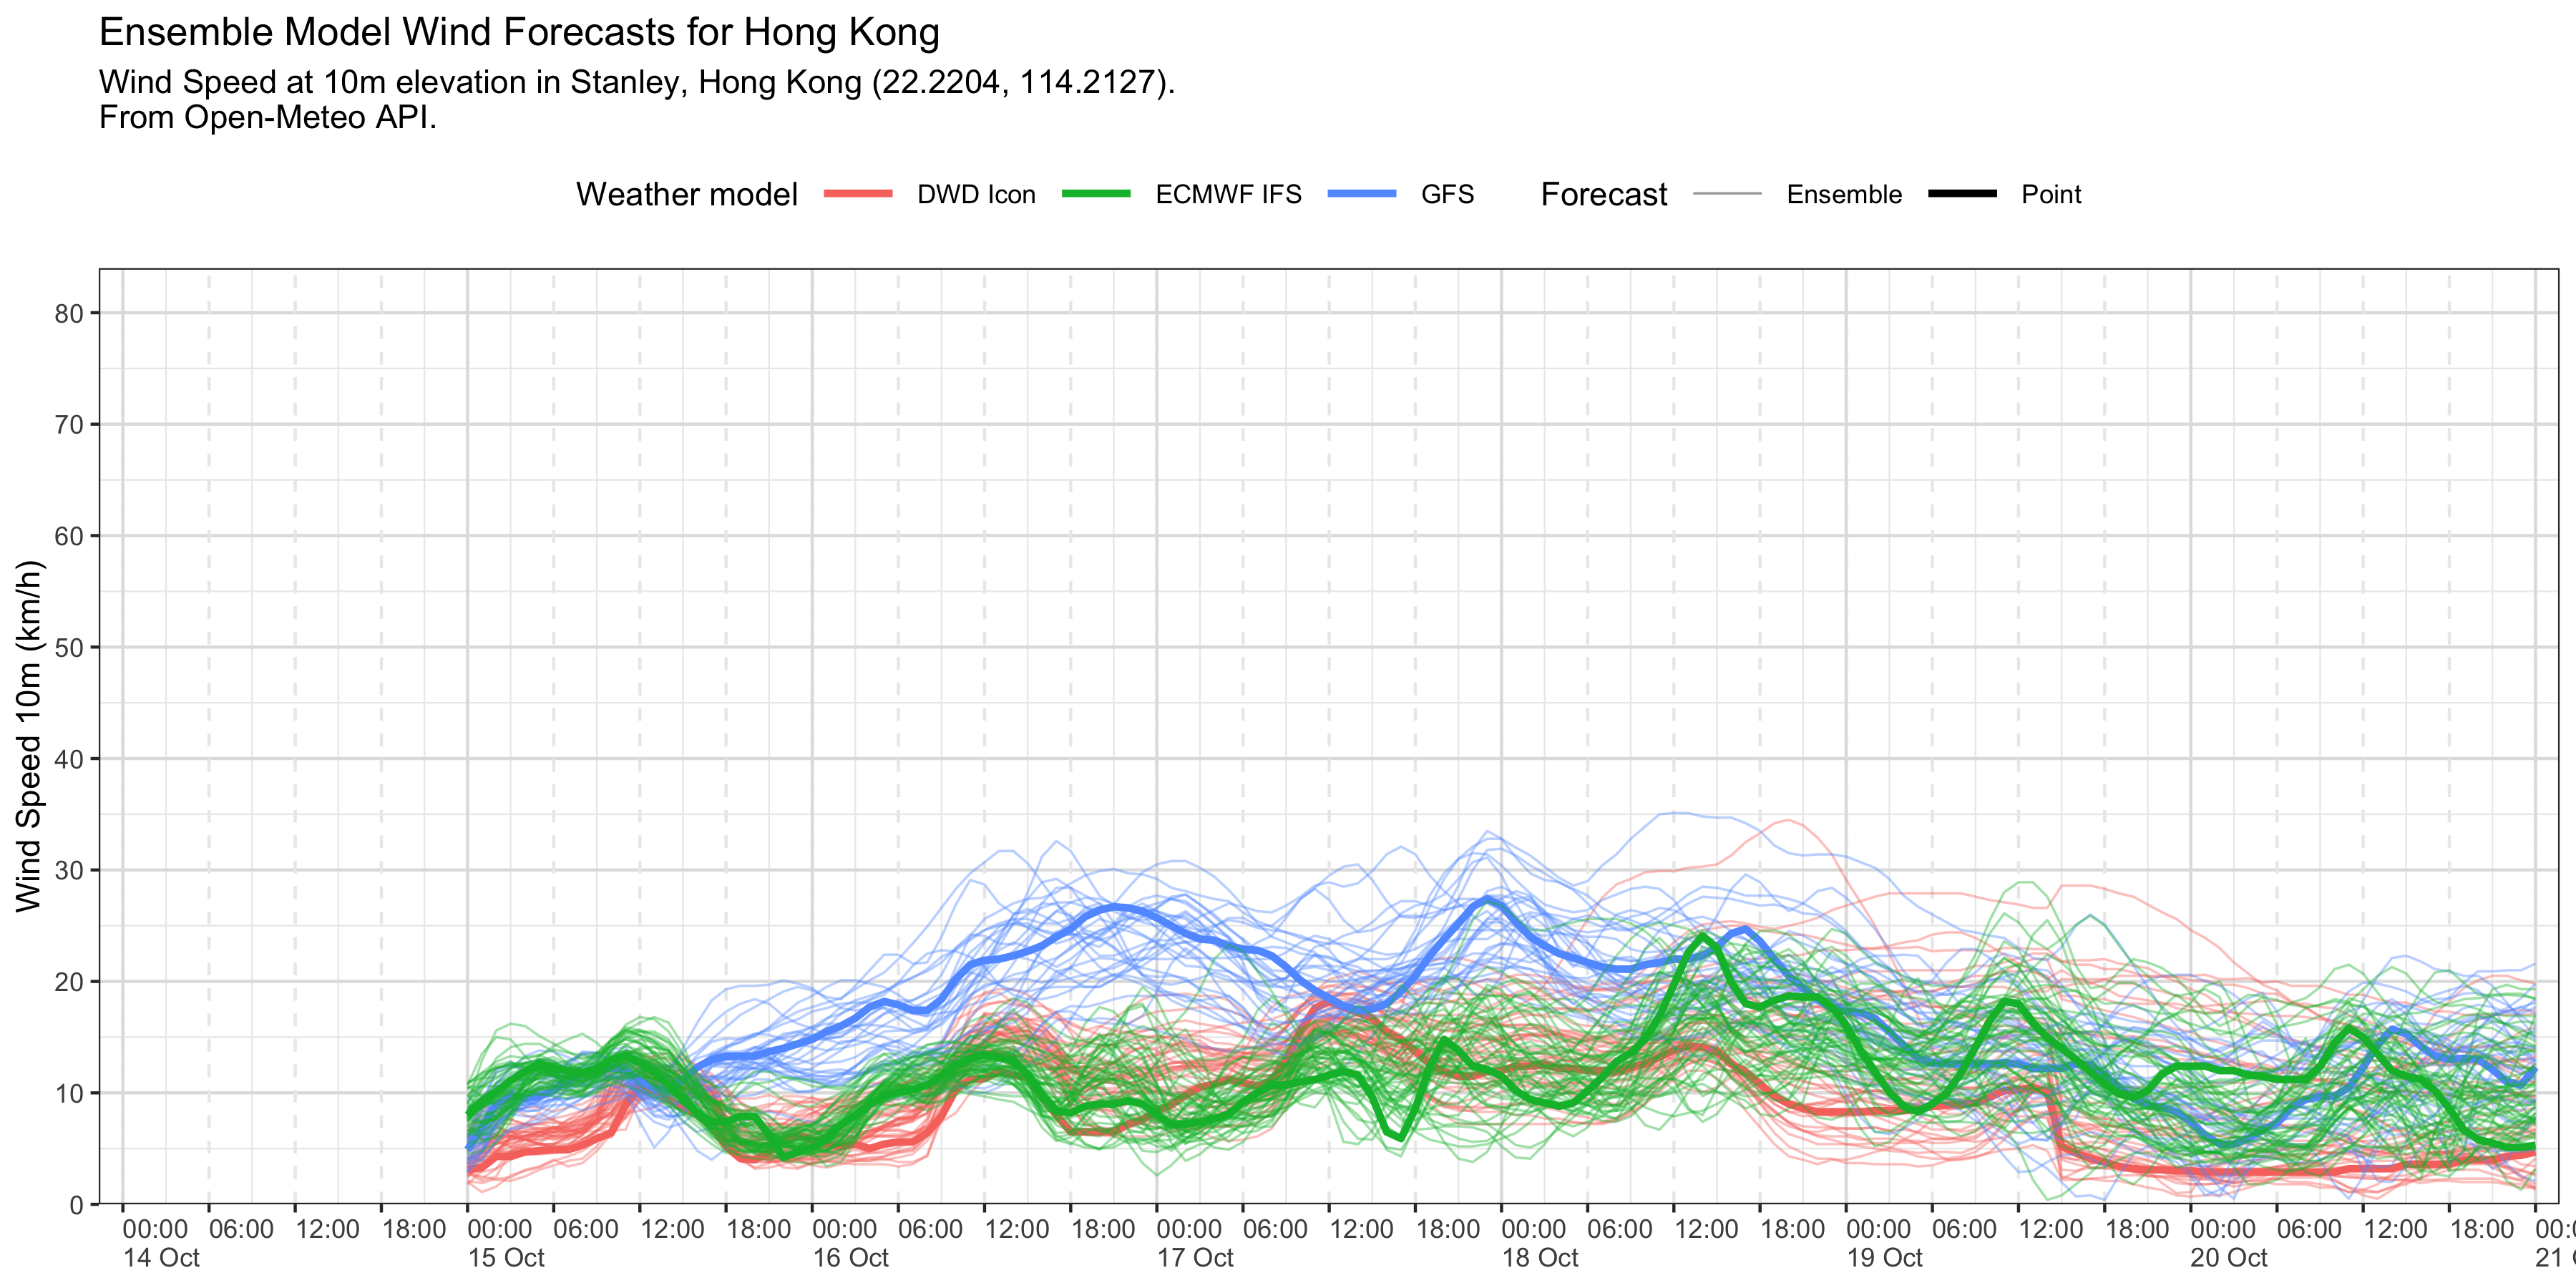 Ensemble Model Wind Forecasts for Hong Kong
Wind Speed at 10m elevation in Stanley, Hong Kong (22.2204, 114.2127).
From Open-Meteo API.
Weather model DWD Icon ECMWF IFS GFS Forecast Ensemble Point
Wind Speed 10m (km/h)
80
70
60
50
40
30
20
10
0
00:00 06:00 12:00 18:00 00:00 06:00 12:00 18:00 00:00 06:00 12:00 18:00 00:00 06:00 12:00 18:00 00:00 06:00 12:00 18:00 00:00 06:00 12:00 18:00 00:00 06:00 12:00 18:00
14 Oct 15 Oct 16 Oct 17 Oct 18 Oct 19 Oct 20 Oct 21